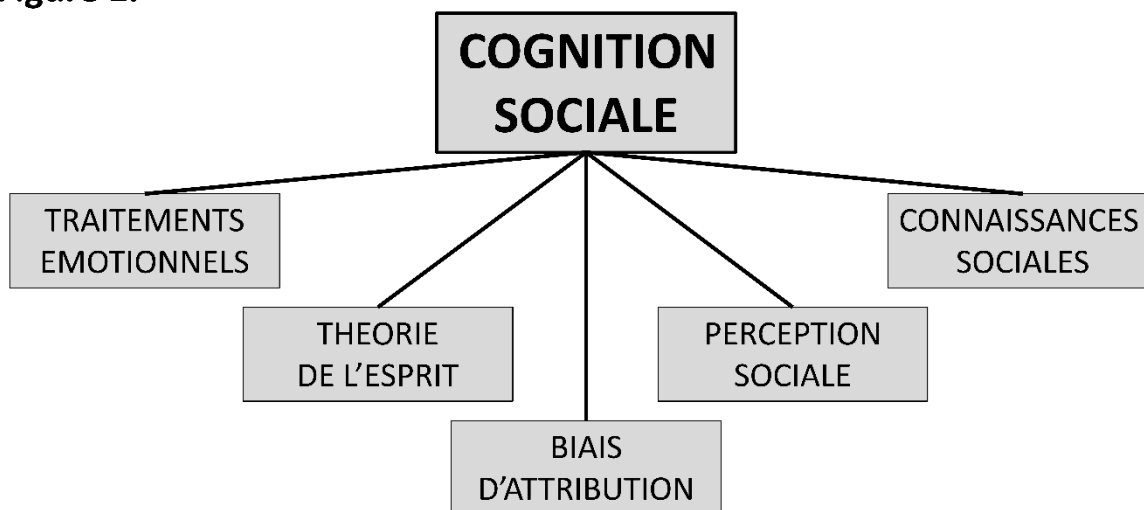 COGNITION
SOCIALE
TRAITEMENTS
EMOTIONNELS
CONNAISSANCES
SOCIALES
THEORIE
DE L’ESPRIT
PERCEPTION
SOCIALE
BIAIS
D’ATTRIBUTION